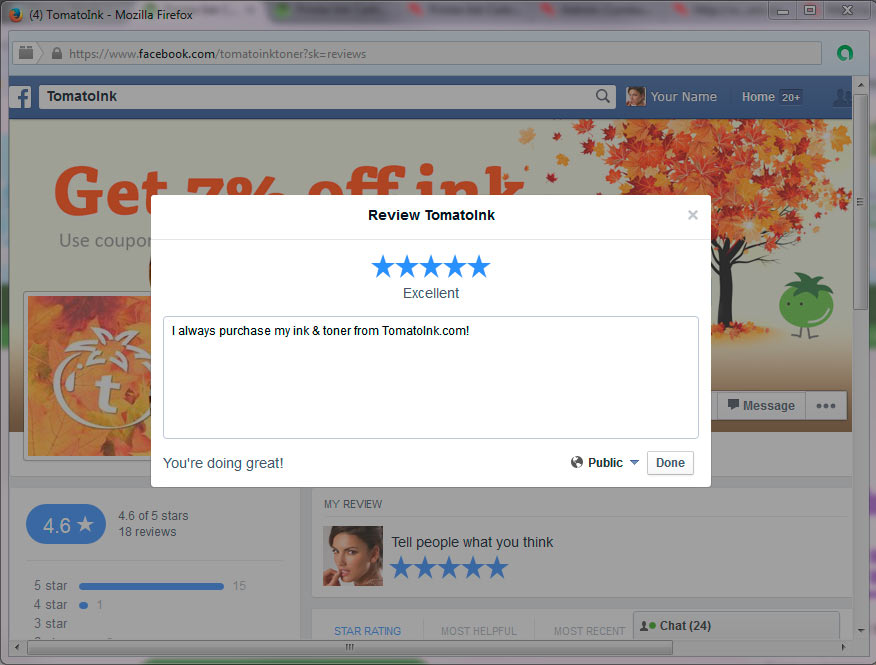 (4) TomatoInk - Mozilla Firefox
https://www.facebook.com/tomatoinktoner?sk=reviews
TomatoInk
Your Name
Home 20+
Get 7% off ink
Use coupon
Review TomatoInk
Excellent
I always purchase my ink & toner from TomatoInk.com!
You're doing great!
Public
Done
t
Message
4.6 ★
4.6 of 5 stars
18 reviews
5 star 15
4 star 1
3 star
MY REVIEW
Tell people what you think
STAR RATING
MOST HELPFUL
MOST RECENT
Chat (24)